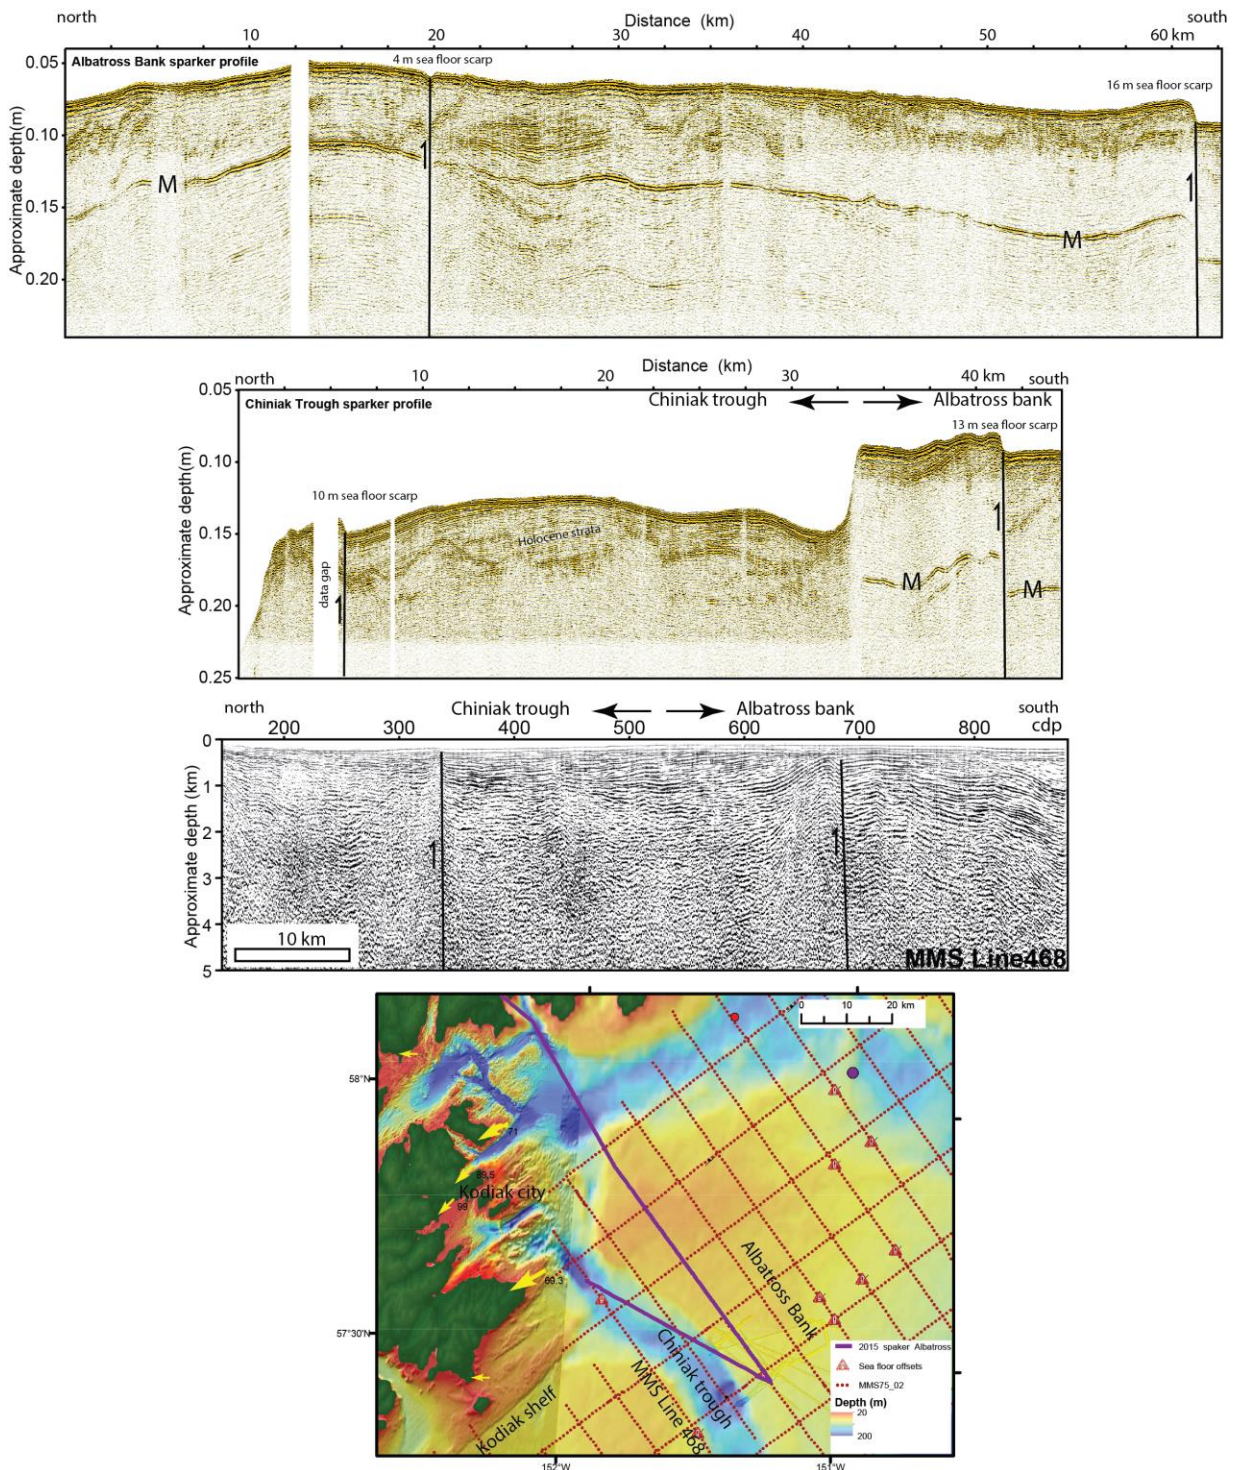 north Distance (km) south
10 20 30 40 50 60 km
Albatross Bank sparker profile
4 m sea floor scarp
16 m sea floor scarp
Approximate depth(m)
0.05
0.10
0.15
0.20
M
M
Distance (km)
north 10 20 30 40 km south
Chiniak Trough sparker profile
Chiniak trough Albatross bank
13 m sea floor scarp
10 m sea floor scarp
Approximate depth(m)
0.05
0.10
0.15
0.20
0.25
data gap
Holocene strata
M
M
north Chiniak trough Albatross bank south
200 300 400 500 600 700 800 cdp
Approximate depth (km)
0
1
2
3
4
5
10 km
MMS Line468
0 10 20 km
58°N
71
Kodiak city
99
69.3
57°30'N
Albatross Bank
Chiniak trough
MMS Line 468
Kodiak shelf
2015 spaker Albatross
Sea floor offsets
MMS75_02
Depth (m)
20
200
152°W
151°W